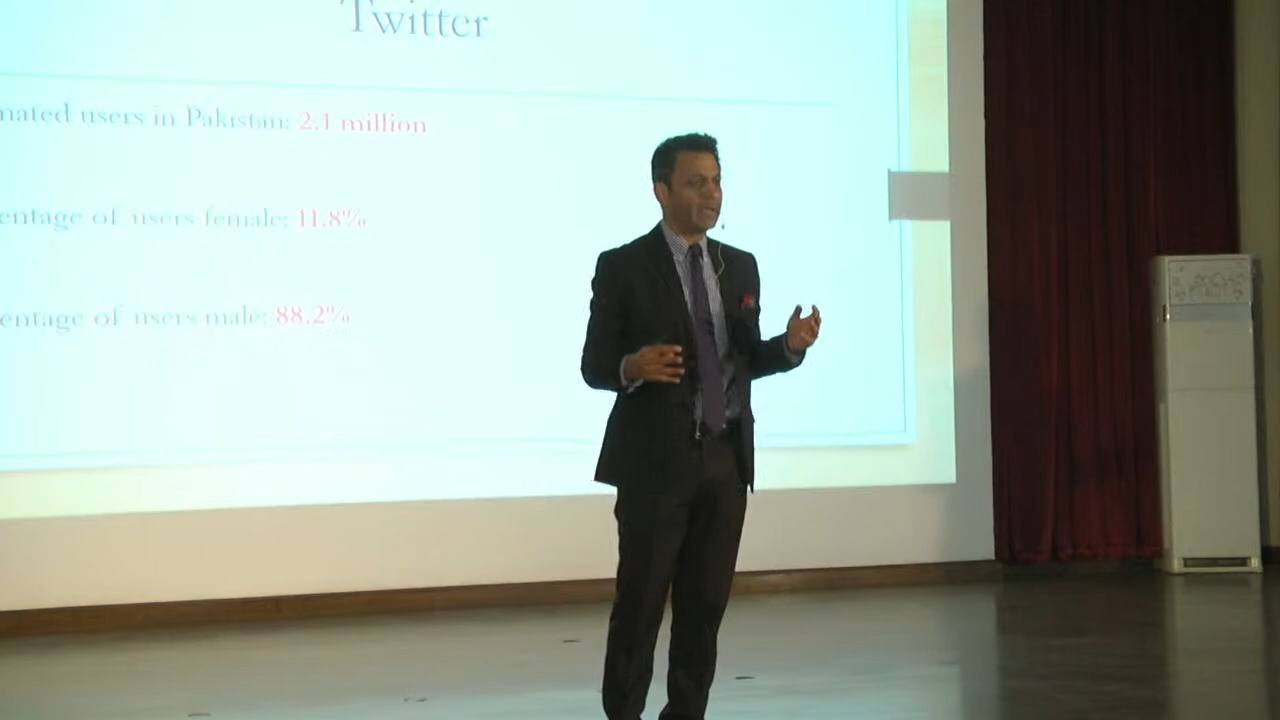 Twitter
mated users in Pakistan: 2.1 million
entage of users female: 11.8%
entage of users male: 88.2%